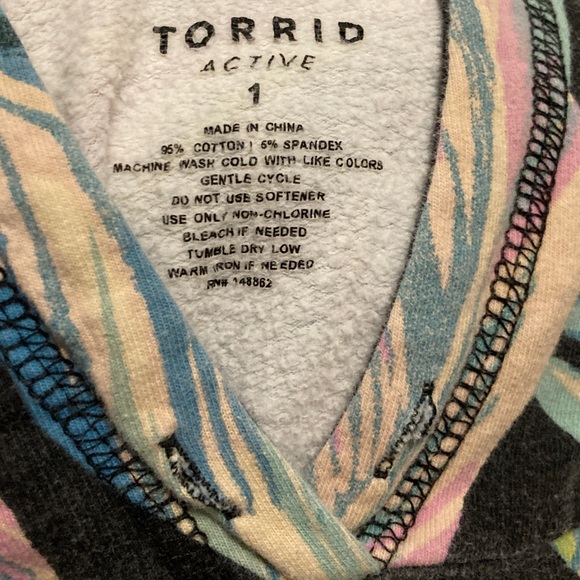 TORRID
ACTIVE
1
MADE IN CHINA
95% COTTON | 5% SPANDEX
MACHINE WASH COLD WITH LIKE COLORS
GENTLE CYCLE
DO NOT USE SOFTENER
USE ONLY NON-CHLORINE
BLEACH IF NEEDED
TUMBLE DRY LOW
WARM IRON IF NEEDED
RN# 148862